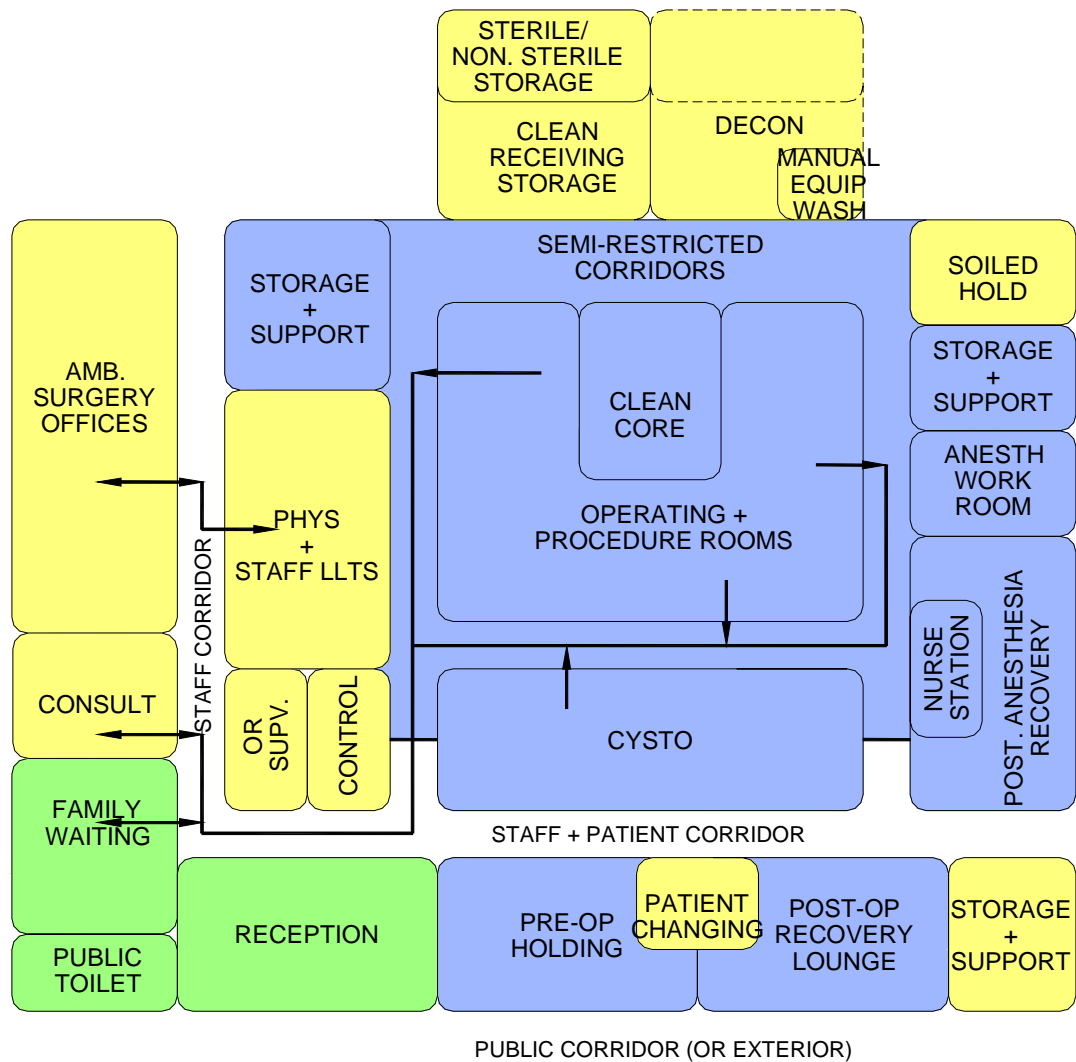 STERILE/
NON. STERILE
STORAGE
CLEAN
RECEIVING
STORAGE
DECON
MANUAL
EQUIP
WASH
SEMI-RESTRICTED
CORRIDORS
STORAGE
+
SUPPORT
SOILED
HOLD
AMB.
SURGERY
OFFICES
CLEAN
CORE
STORAGE
+
SUPPORT
ANESTH
WORK
ROOM
PHYS
+
STAFF LLTS
OPERATING +
PROCEDURE ROOMS
STAFF CORRIDOR
CONSULT
OR
SUPV.
CONTROL
CYSTO
NURSE
STATION
POST. ANESTHESIA
RECOVERY
FAMILY
WAITING
STAFF + PATIENT CORRIDOR
PUBLIC
TOILET
RECEPTION
PRE-OP
HOLDING
PATIENT
CHANGING
POST-OP
RECOVERY
LOUNGE
STORAGE
+
SUPPORT
PUBLIC CORRIDOR (OR EXTERIOR)